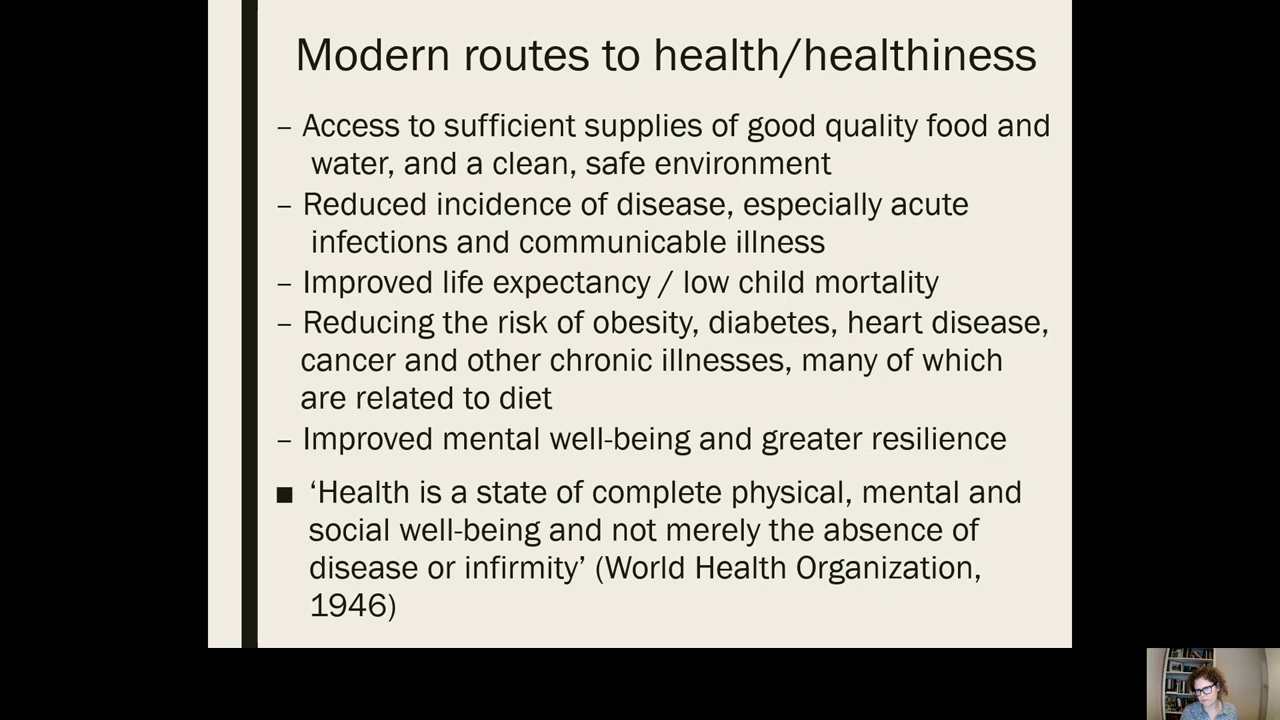 Modern routes to health/healthiness
– Access to sufficient supplies of good quality food and
water, and a clean, safe environment
– Reduced incidence of disease, especially acute
infections and communicable illness
– Improved life expectancy / low child mortality
– Reducing the risk of obesity, diabetes, heart disease,
cancer and other chronic illnesses, many of which
are related to diet
– Improved mental well-being and greater resilience
■ ‘Health is a state of complete physical, mental and
social well-being and not merely the absence of
disease or infirmity’ (World Health Organization,
1946)